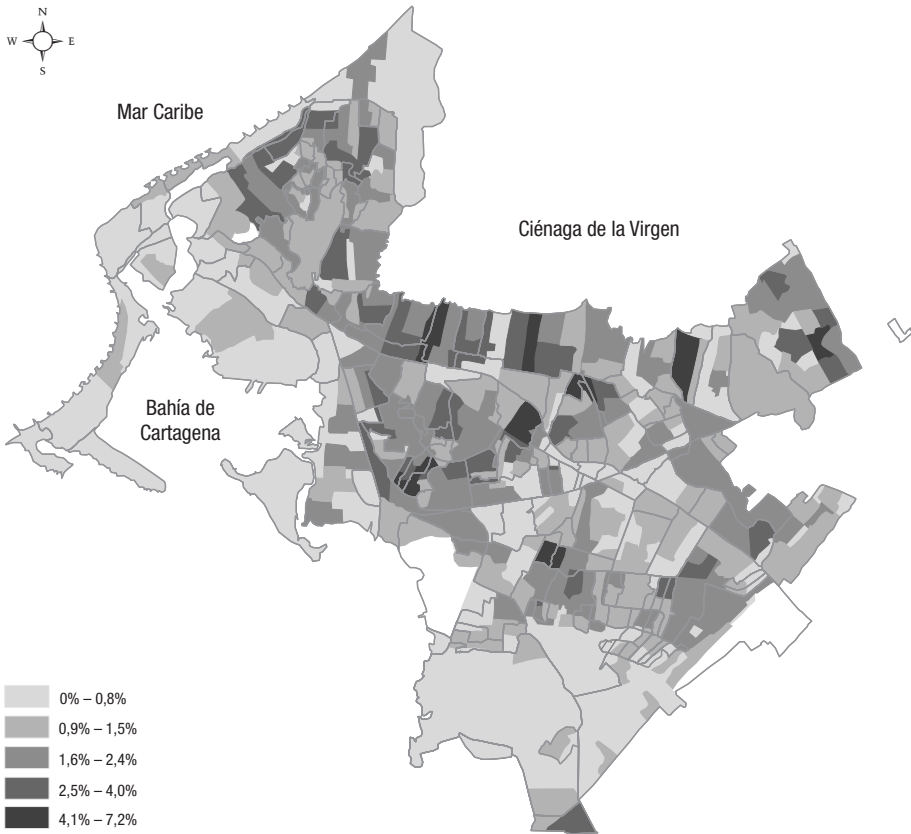 N
W E
S
Mar Caribe
Ciénaga de la Virgen
Bahía de
Cartagena
0% – 0,8%
0,9% – 1,5%
1,6% – 2,4%
2,5% – 4,0%
4,1% – 7,2%